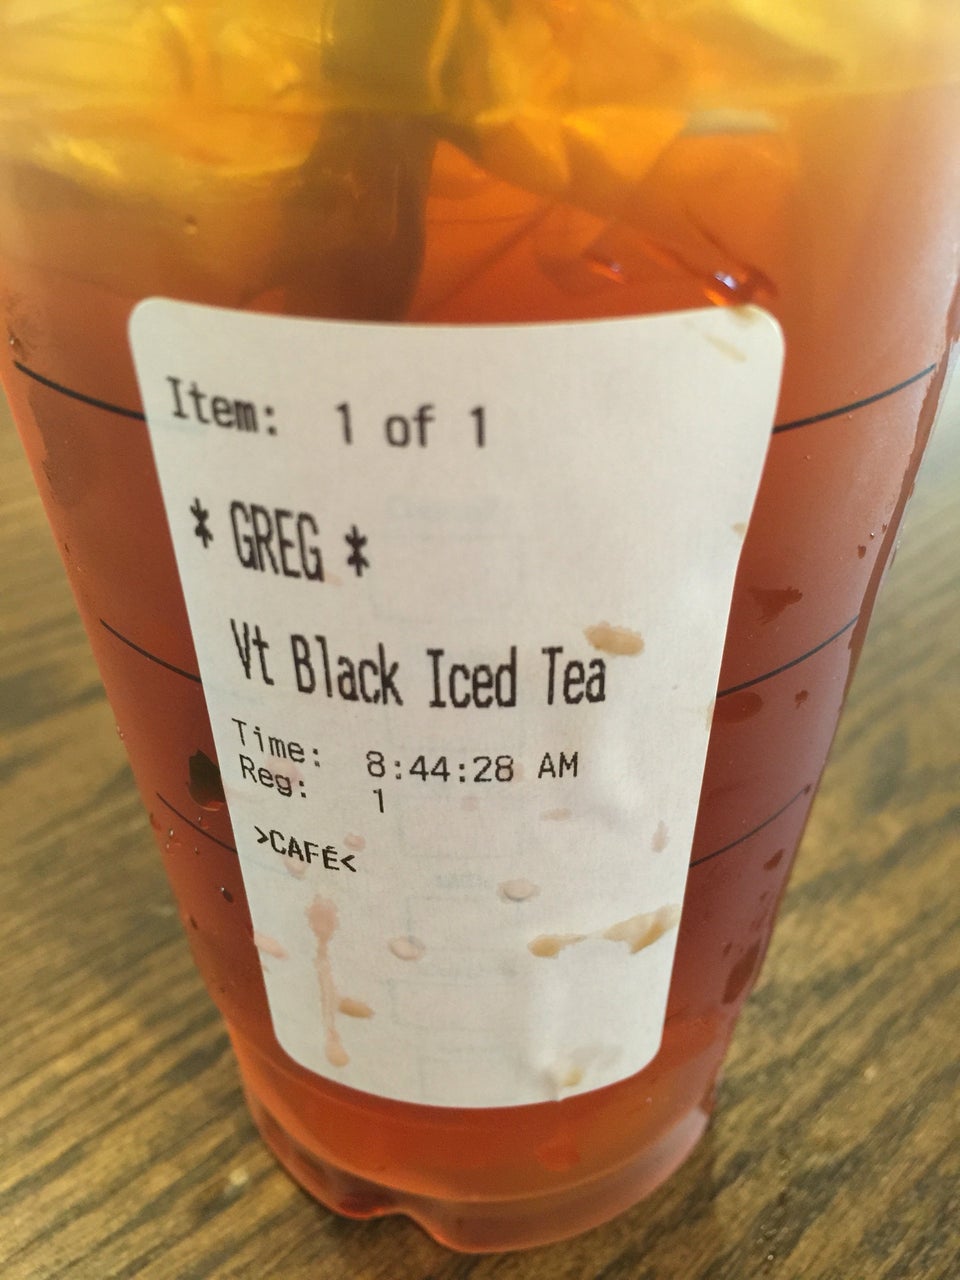 Item: 1 of 1
* GREG *
Vt Black Iced Tea
Time: 8:44:28 AM
Reg: 1
>CAFÉ<